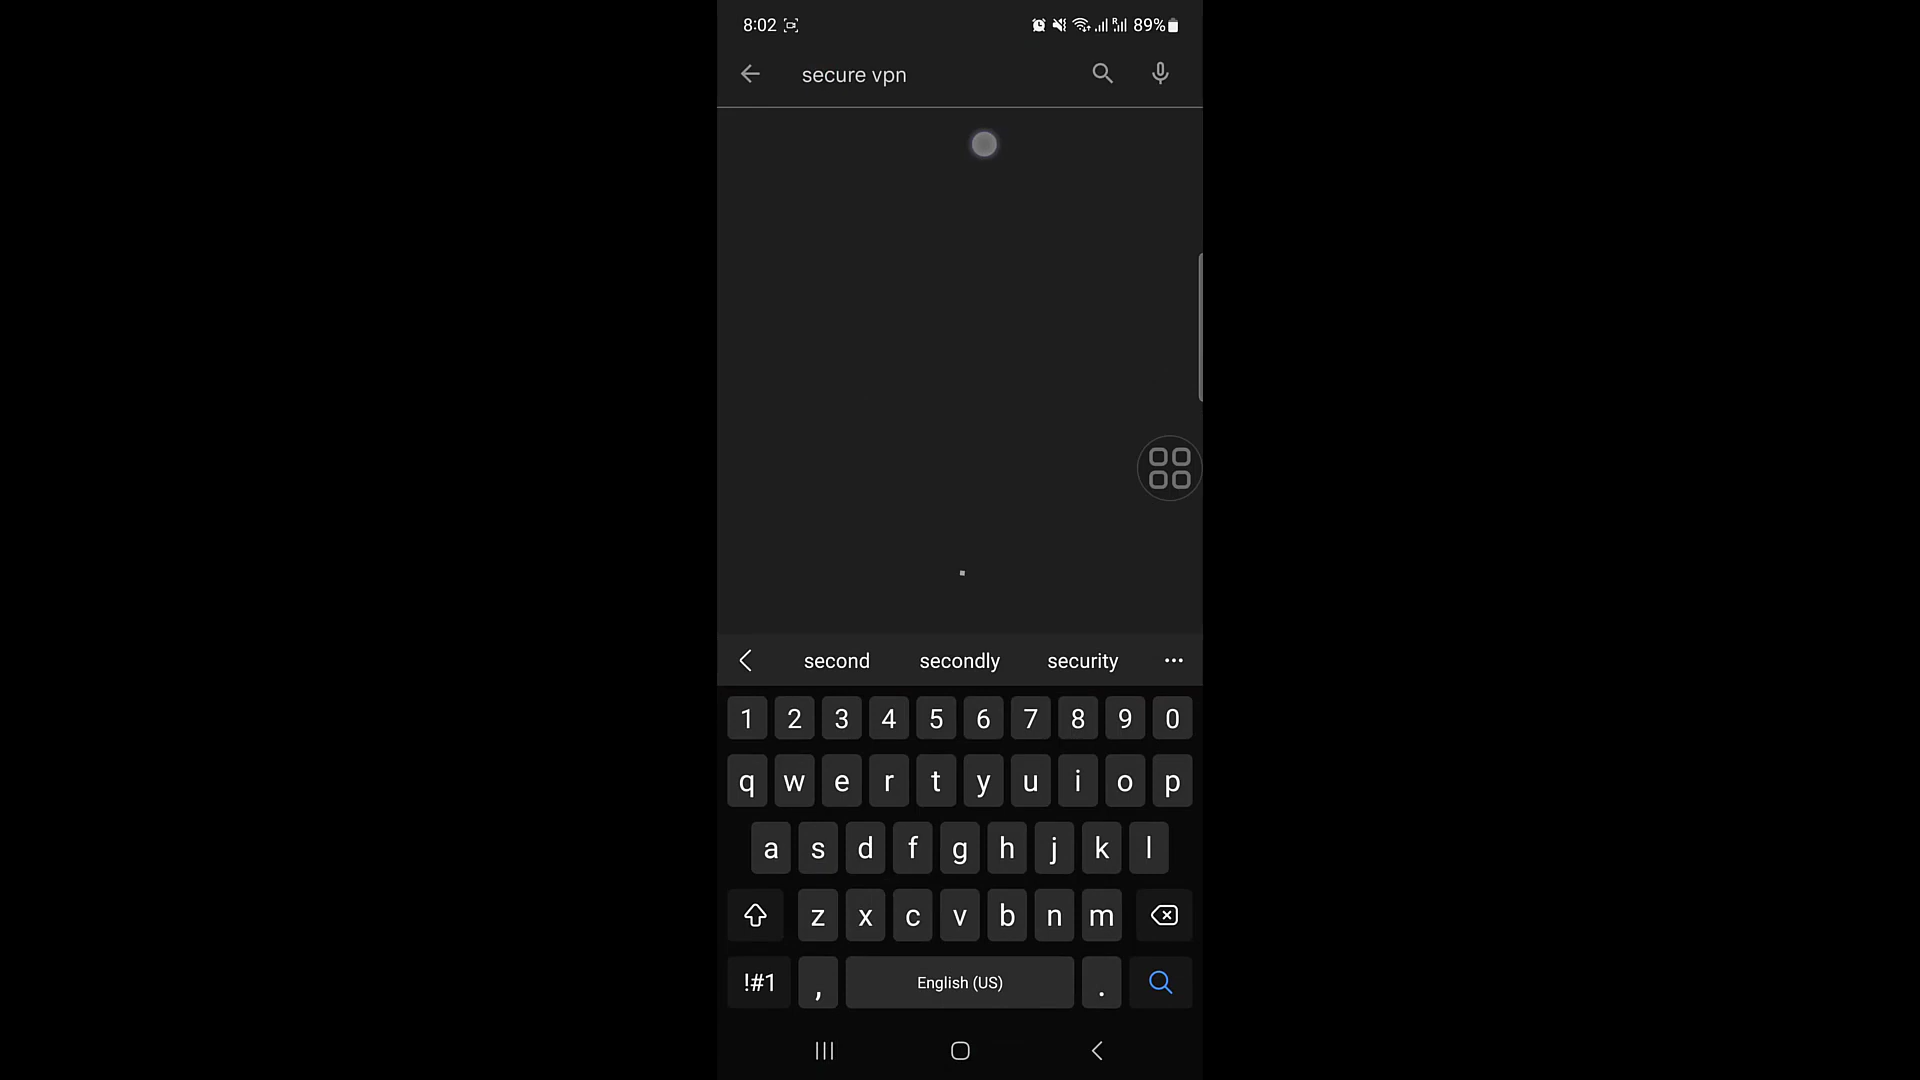 8:02 89%
secure vpn
second secondly security
1 2 3 4 5 6 7 8 9 0
q w e r t y u i o p
a s d f g h j k l
z x c v b n m
!#1 , English (US) .